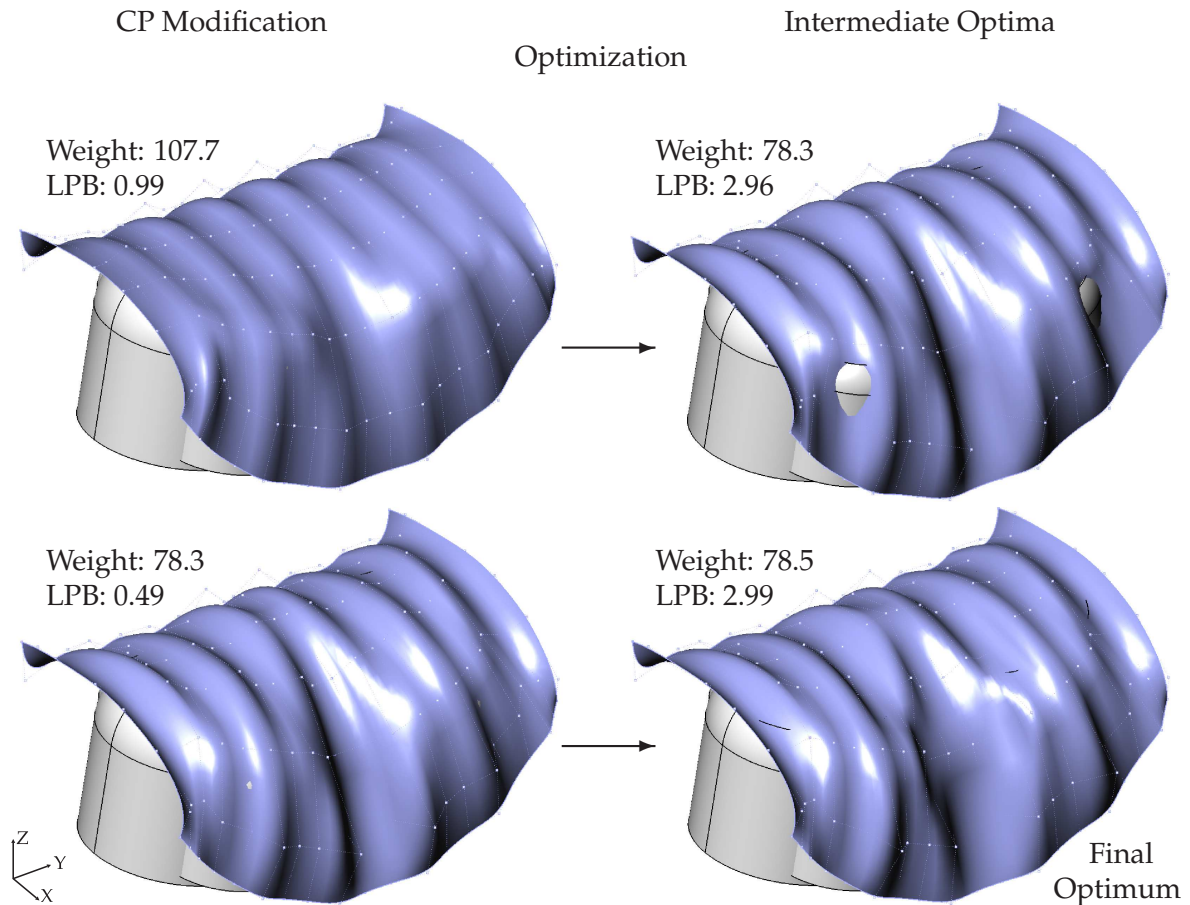 CP Modification
Intermediate Optima
Optimization
Weight: 107.7
LPB: 0.99
Weight: 78.3
LPB: 2.96
Weight: 78.3
LPB: 0.49
Weight: 78.5
LPB: 2.99
Z
Y
X
Final
Optimum